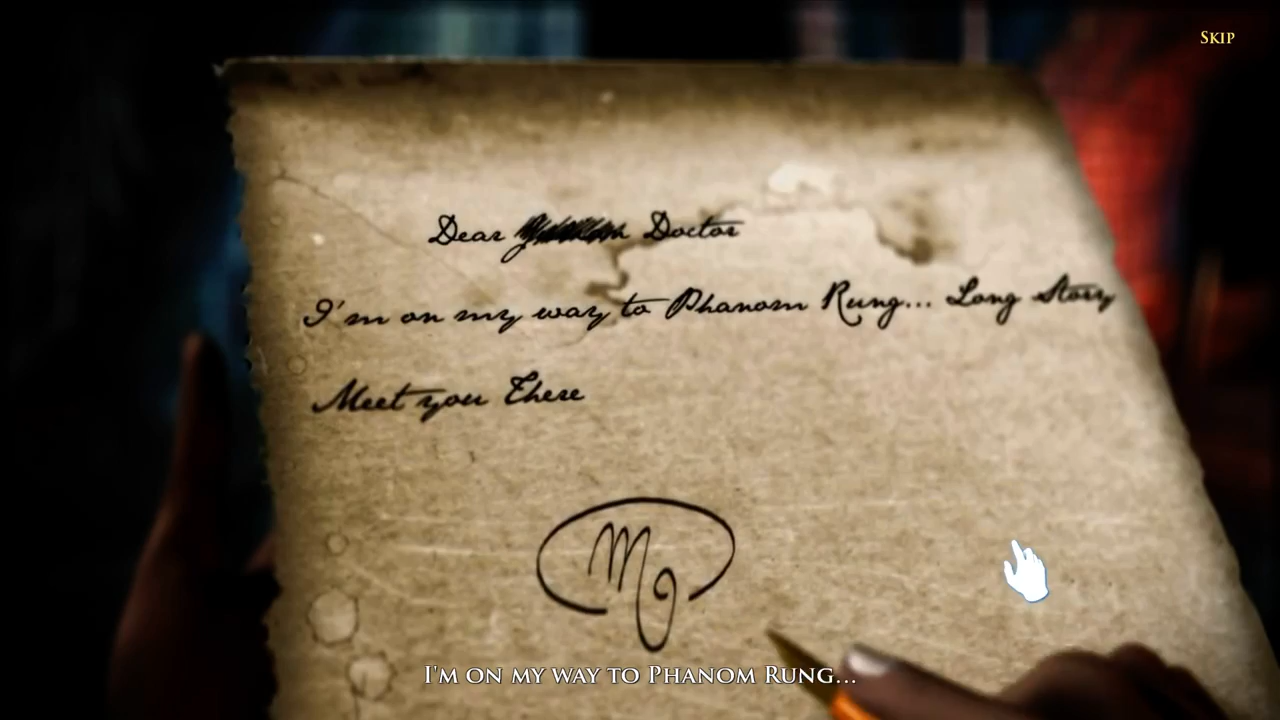 Skip
Dear Doctor
I'm on my way to Phanom Rung... Long Story
Meet you There
M
I'm on my way to Phanom Rung...